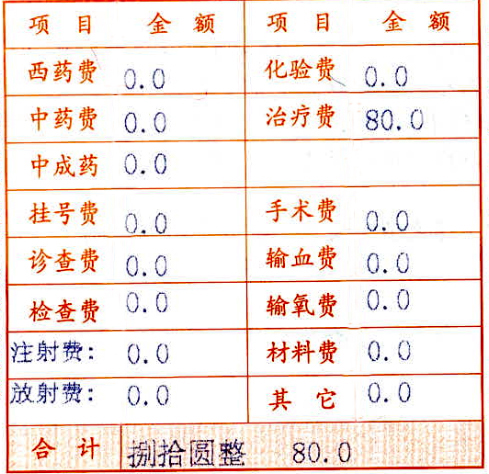 项 目 金 额 项 目 金 额
西药费 0.0 化验费 0.0
中药费 0.0 治疗费 80.0
中成药 0.0
挂号费 0.0 手术费 0.0
诊查费 0.0 输血费 0.0
检查费 0.0 输氧费 0.0
注射费: 0.0 材料费 0.0
放射费: 0.0 其 它 0.0
合 计 捌拾圆整 80.0